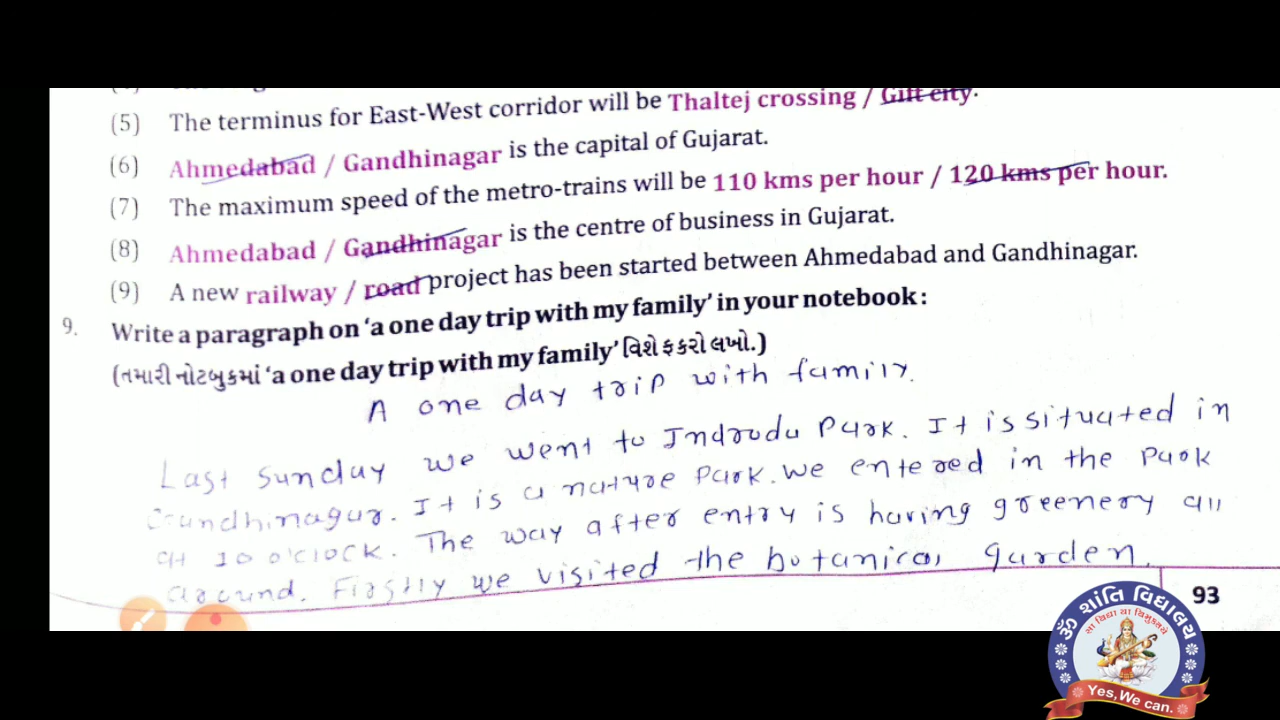 (5) The terminus for East-West corridor will be Thaltej crossing / Gift city.
(6) Ahmedabad / Gandhinagar is the capital of Gujarat.
(7) The maximum speed of the metro-trains will be 110 kms per hour / 120 kms per hour.
(8) Ahmedabad / Gandhinagar is the centre of business in Gujarat.
(9) A new railway / road project has been started between Ahmedabad and Gandhinagar.
9. Write a paragraph on ‘a one day trip with my family’ in your notebook :
(તમારી નોટબુકમાં ‘a one day trip with my family’ વિશે ફકરો લખો.)
A one day trip with family.
Last sunday we went to Indroda Park. It is situated in
Gandhinagar. It is a nature Park. We entered in the park
at 10 o'clock. The way after entry is having greenery all
around. Firstly we visited the botanical garden.
93
ૐ શાંતિ વિદ્યાલય
સા વિદ્યા યા વિમુક્તયે
Yes, We can.